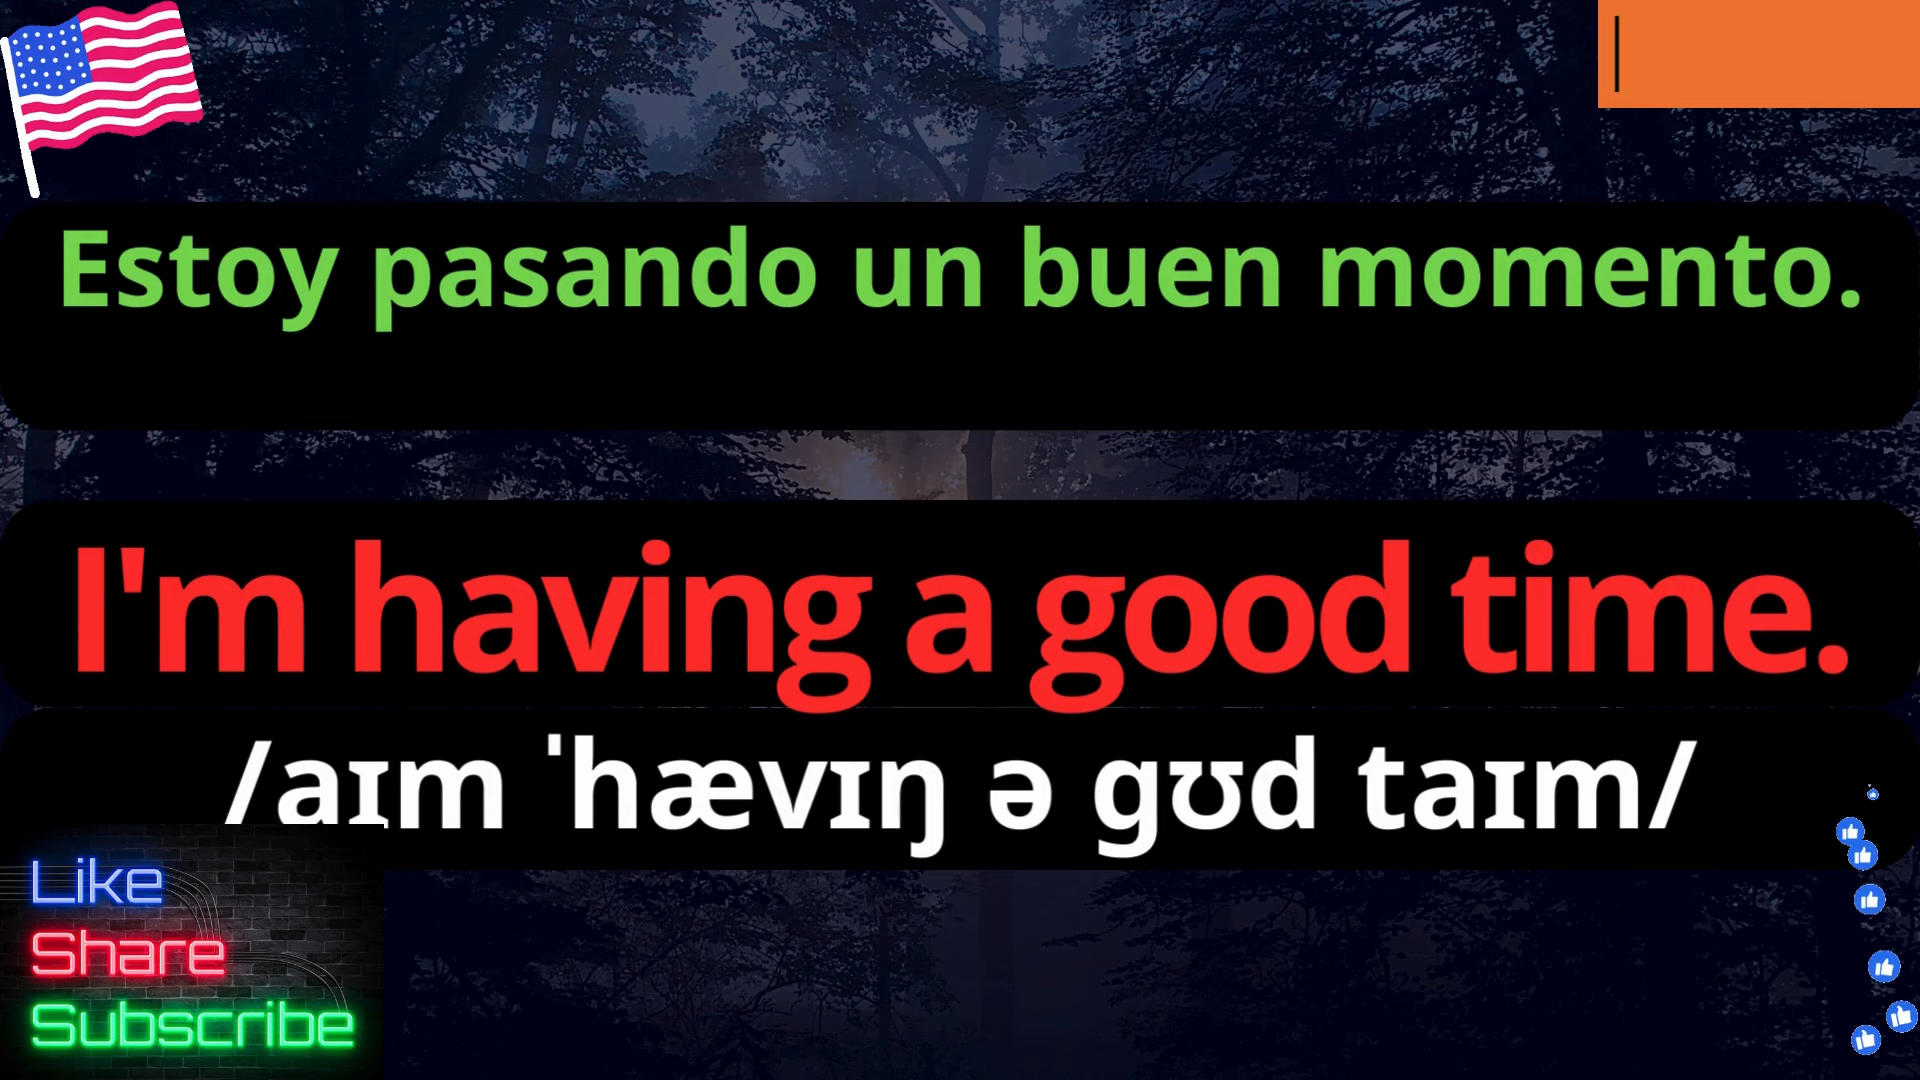 Estoy pasando un buen momento.
I'm having a good time.
/aɪm ˈhævɪŋ ə gʊd taɪm/
Like
Share
Subscribe